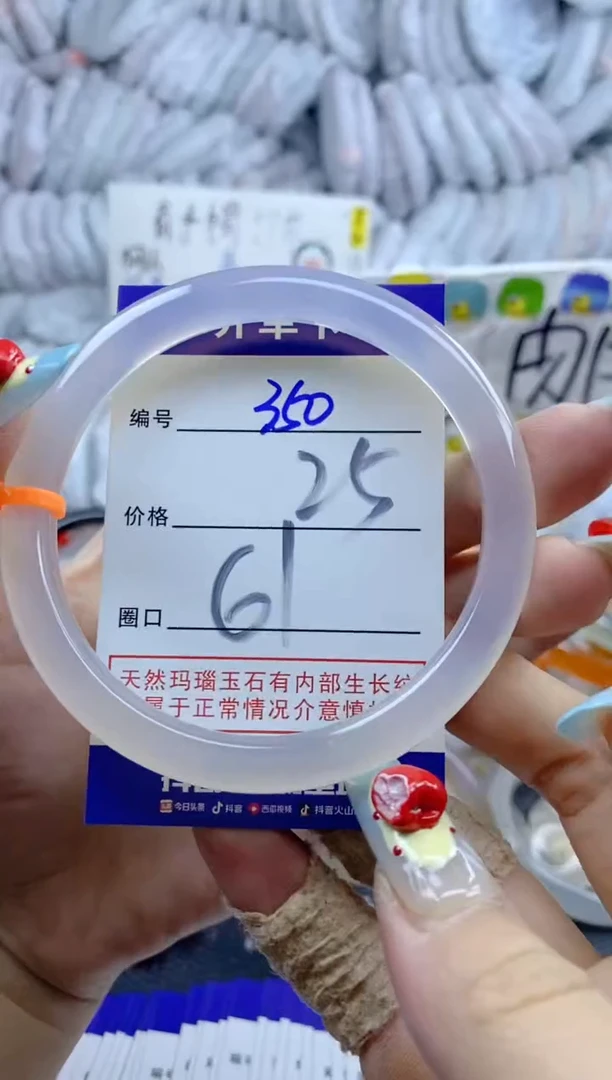 编号 350
价格 25
圈口 61
天然玛瑙玉石有内部生长纹
属于正常情况介意慎
今日头条 抖音 西瓜视频 抖音火山
肉